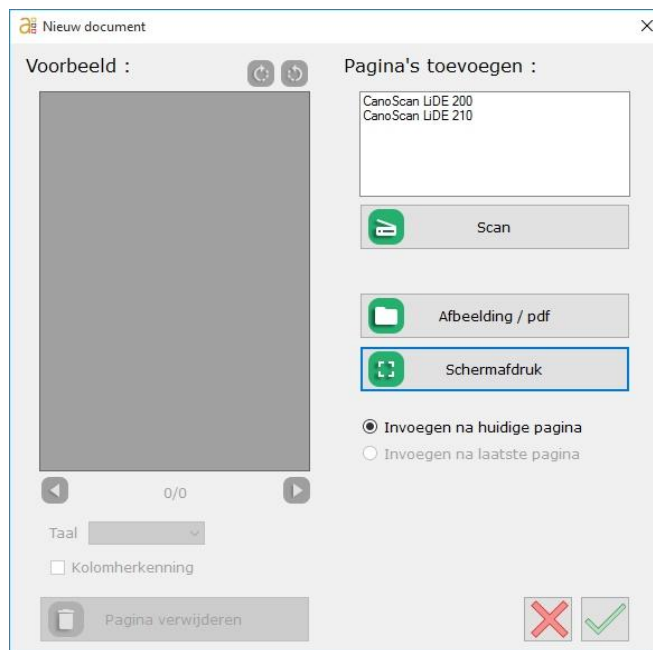 Nieuw document
Voorbeeld :
Pagina's toevoegen :
CanoScan LiDE 200
CanoScan LiDE 210
Scan
Afbeelding / pdf
Schermafdruk
Invoegen na huidige pagina
Invoegen na laatste pagina
0/0
Taal
Kolomherkenning
Pagina verwijderen